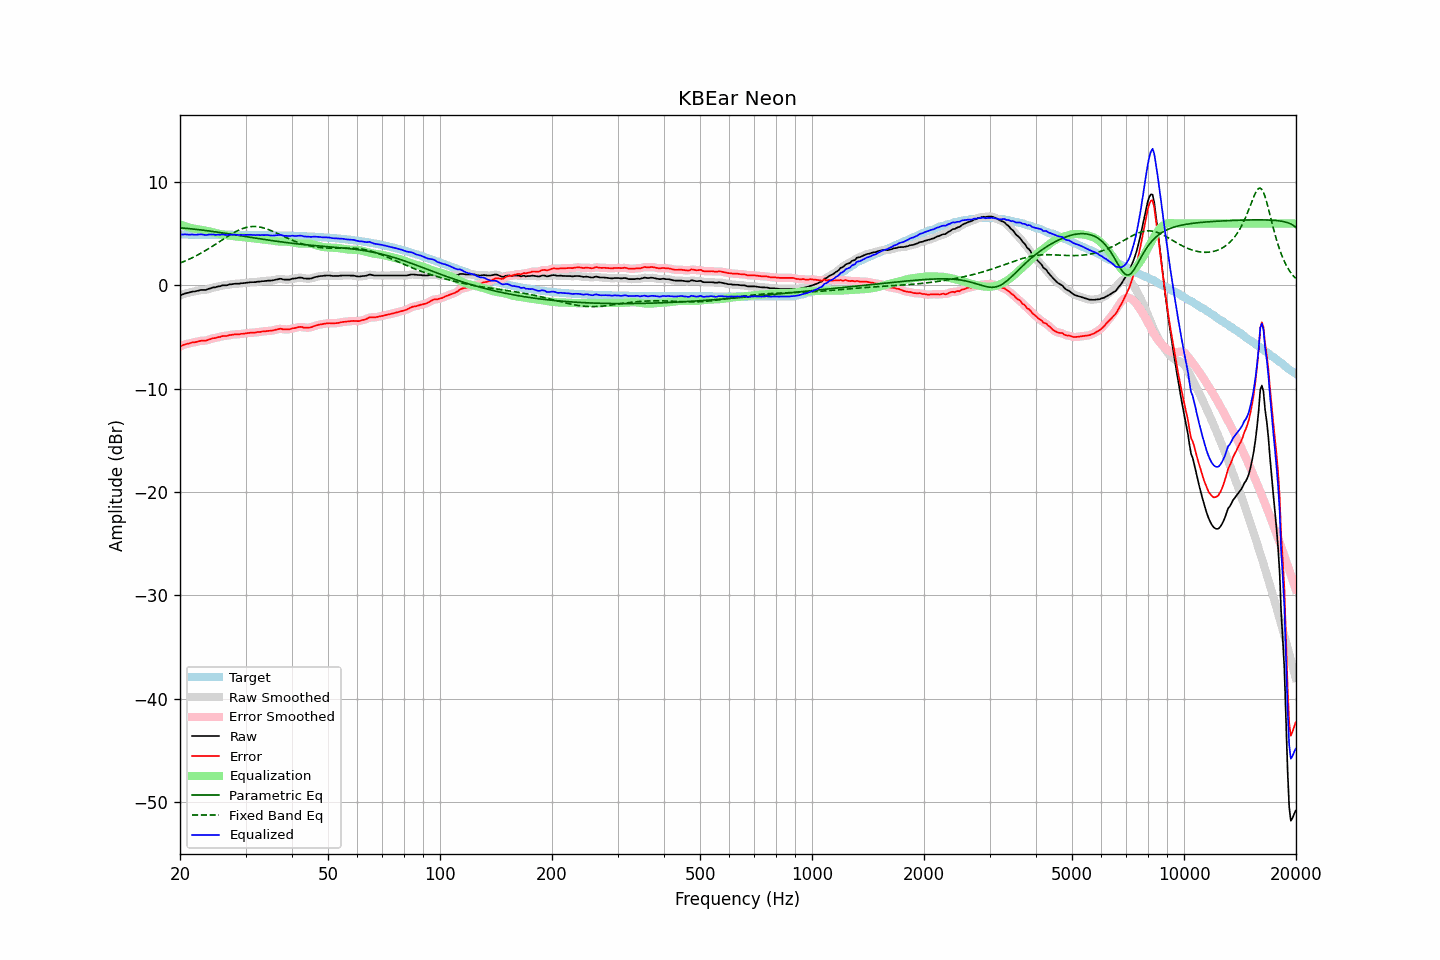 KBEar Neon
Amplitude (dBr)
10
0
−10
−20
−30
−40
−50
Target
Raw Smoothed
Error Smoothed
Raw
Error
Equalization
Parametric Eq
Fixed Band Eq
Equalized
20 50 100 200 500 1000 2000 5000 10000 20000
Frequency (Hz)